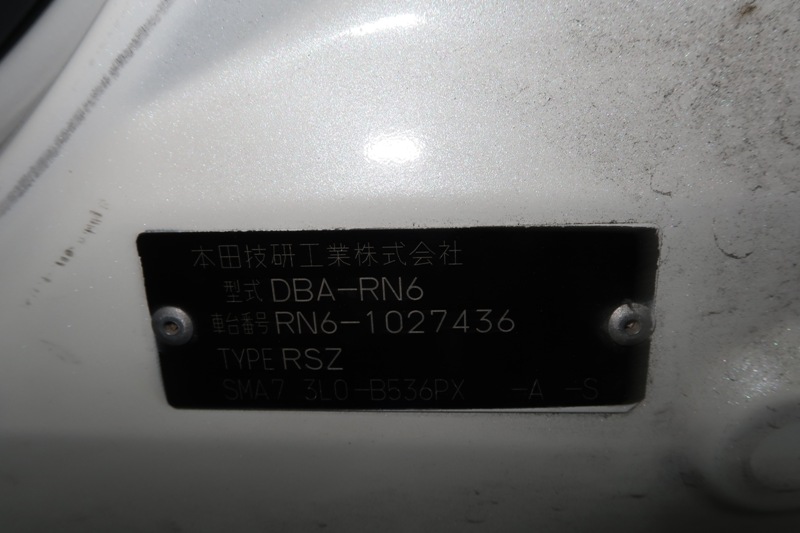 本田技研工業株式会社
型式 DBA-RN6
車台番号 RN6-1027436
TYPE RSZ
SMA7 3L0-B536PX -A -S